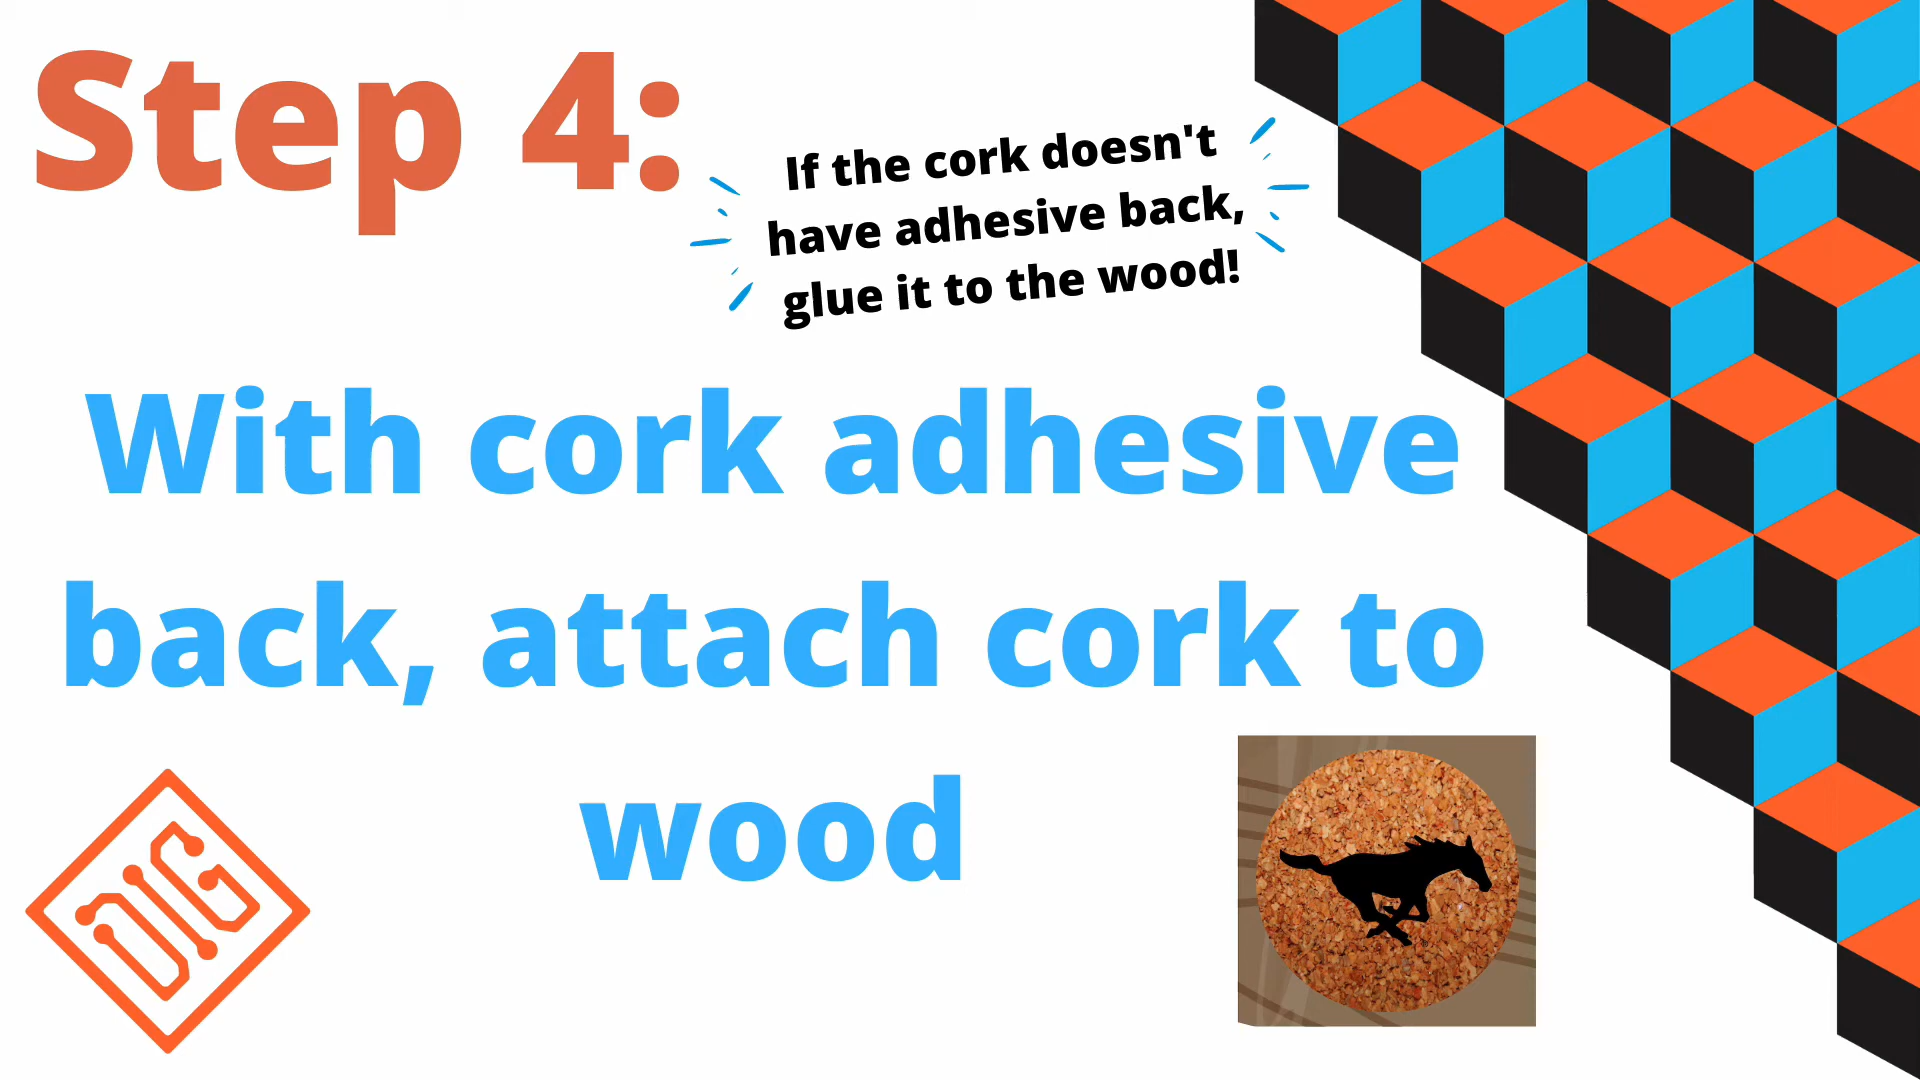 Step 4:
If the cork doesn't
have adhesive back,
glue it to the wood!
With cork adhesive
back, attach cork to
wood
DIG